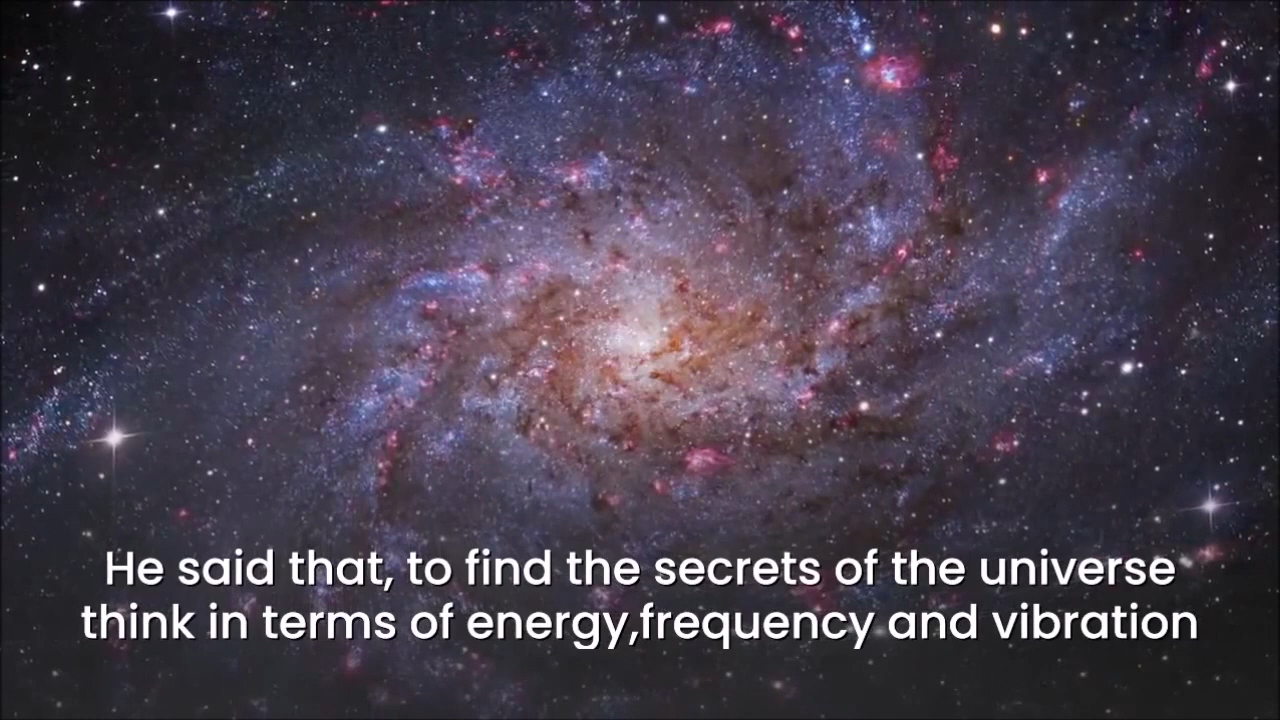 He said that, to find the secrets of the universe
think in terms of energy,frequency and vibration